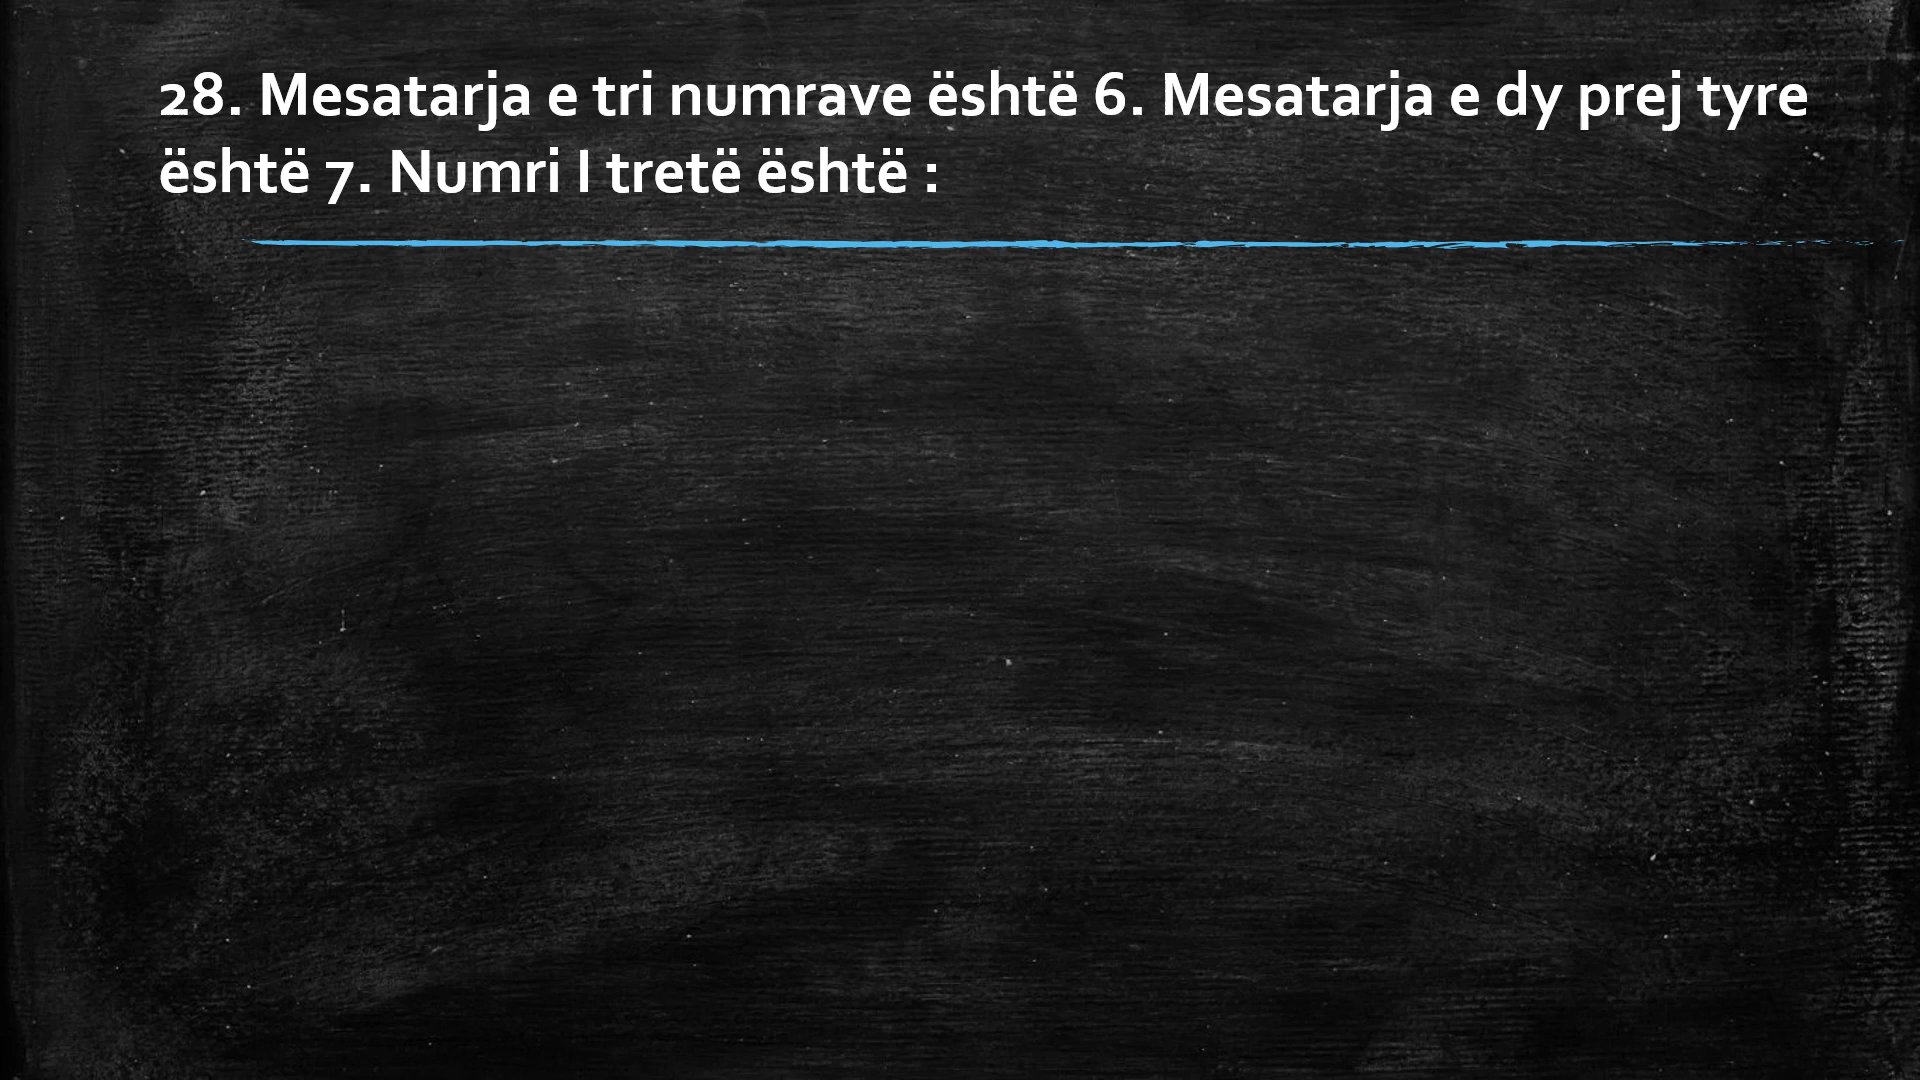 28. Mesatarja e tri numrave është 6. Mesatarja e dy prej tyre
është 7. Numri I tretë është :